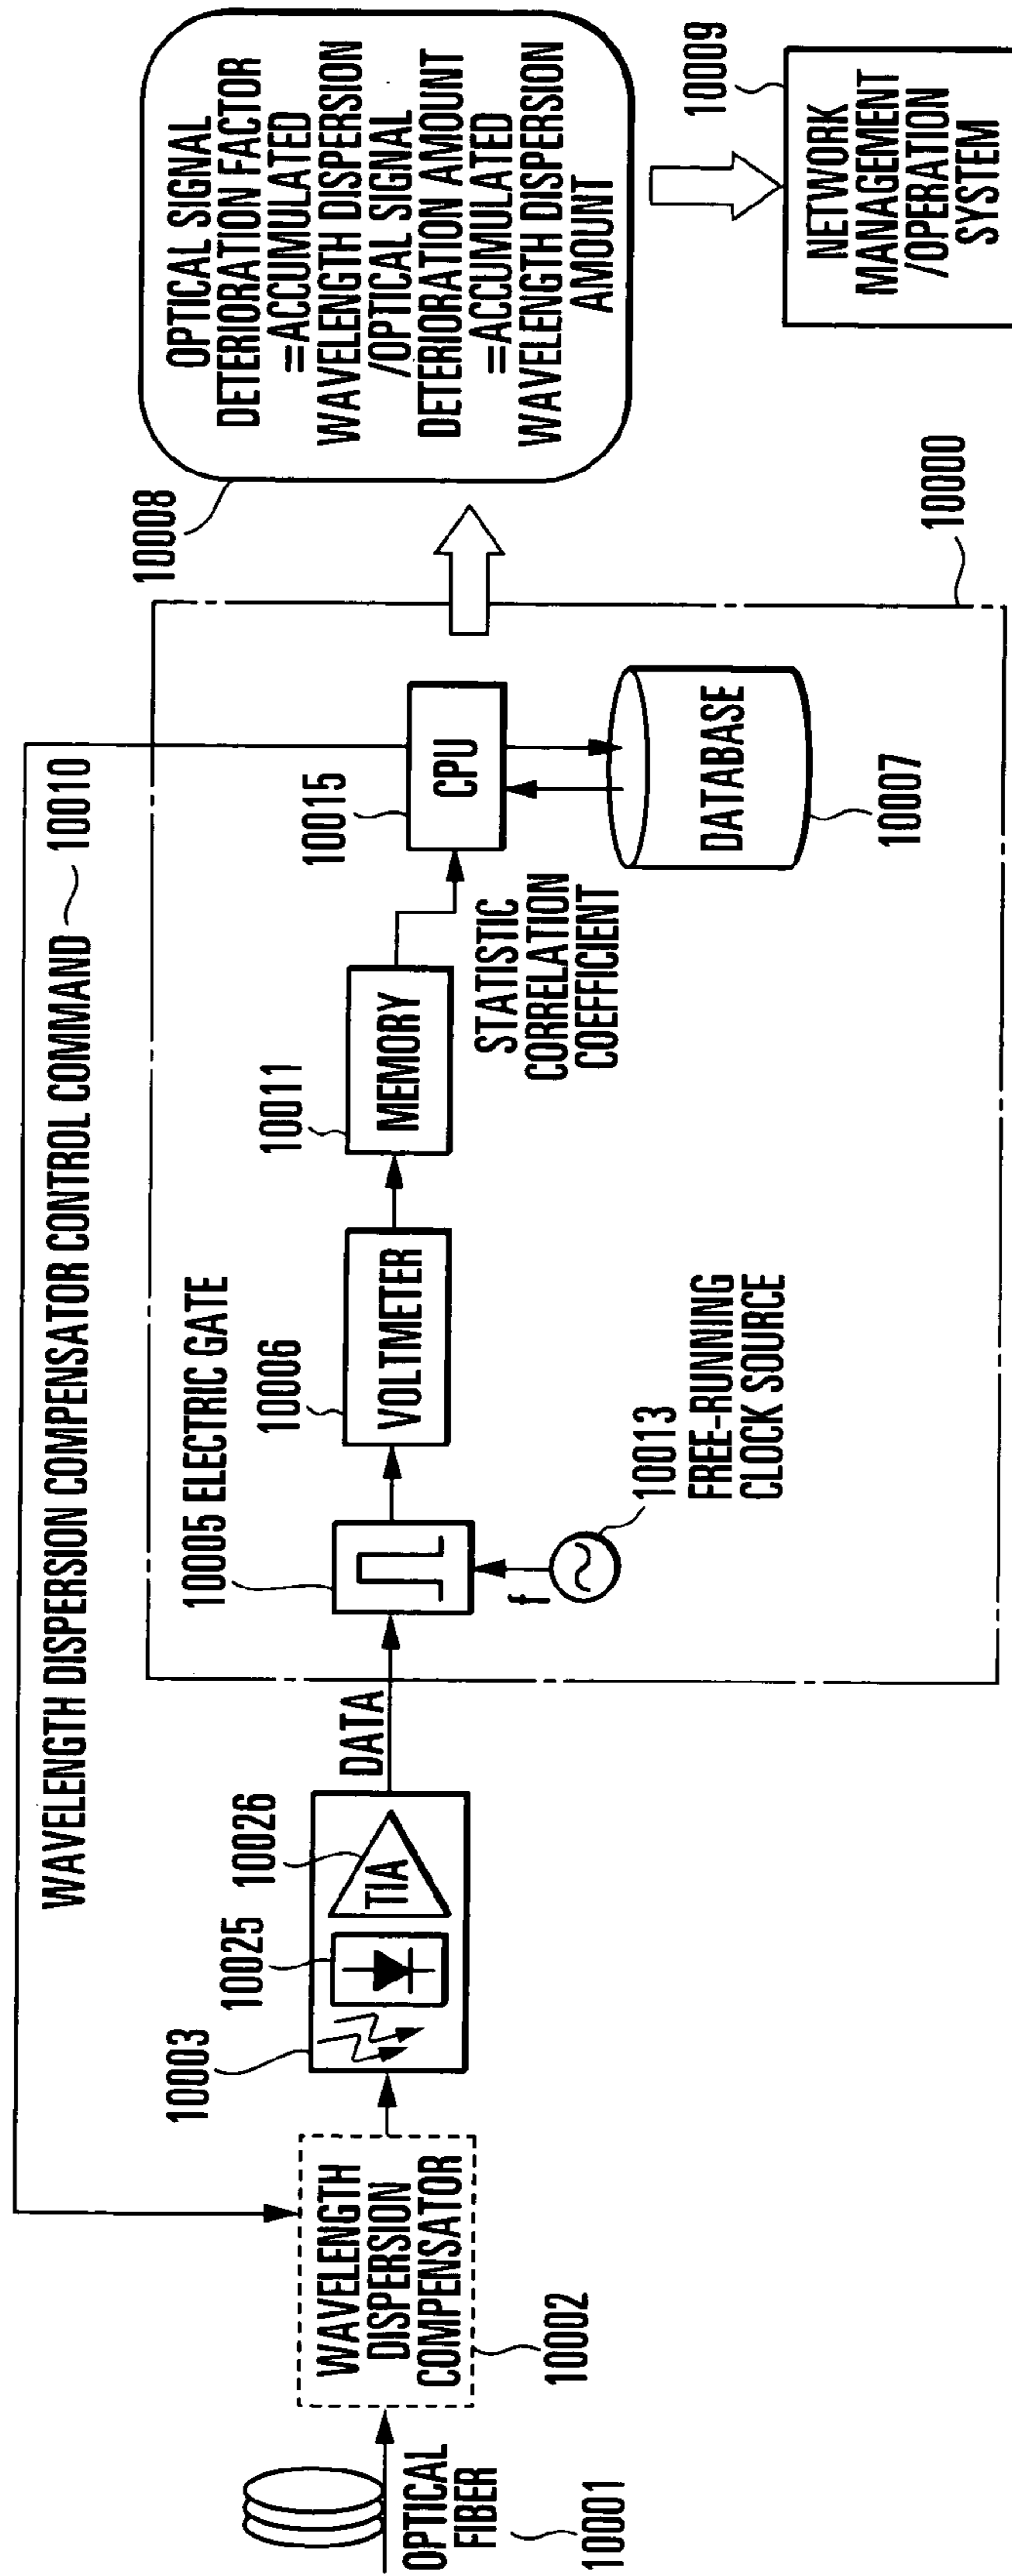 WAVELENGTH DISPERSION COMPENSATOR CONTROL COMMAND
10010
OPTICAL
FIBER
10001
WAVELENGTH
DISPERSION
COMPENSATOR
10002
10003
10025
10026
TIA
DATA
10005 ELECTRIC GATE
f
10013
FREE-RUNNING
CLOCK SOURCE
10006
VOLTMETER
10011
MEMORY
STATISTIC
CORRELATION
COEFFICIENT
10015
CPU
DATABASE
10007
10000
10008
OPTICAL SIGNAL
DETERIORATION FACTOR
=ACCUMULATED
WAVELENGTH DISPERSION
/OPTICAL SIGNAL
DETERIORATION AMOUNT
=ACCUMULATED
WAVELENGTH DISPERSION
AMOUNT
10009
NETWORK
MANAGEMENT
/OPERATION
SYSTEM